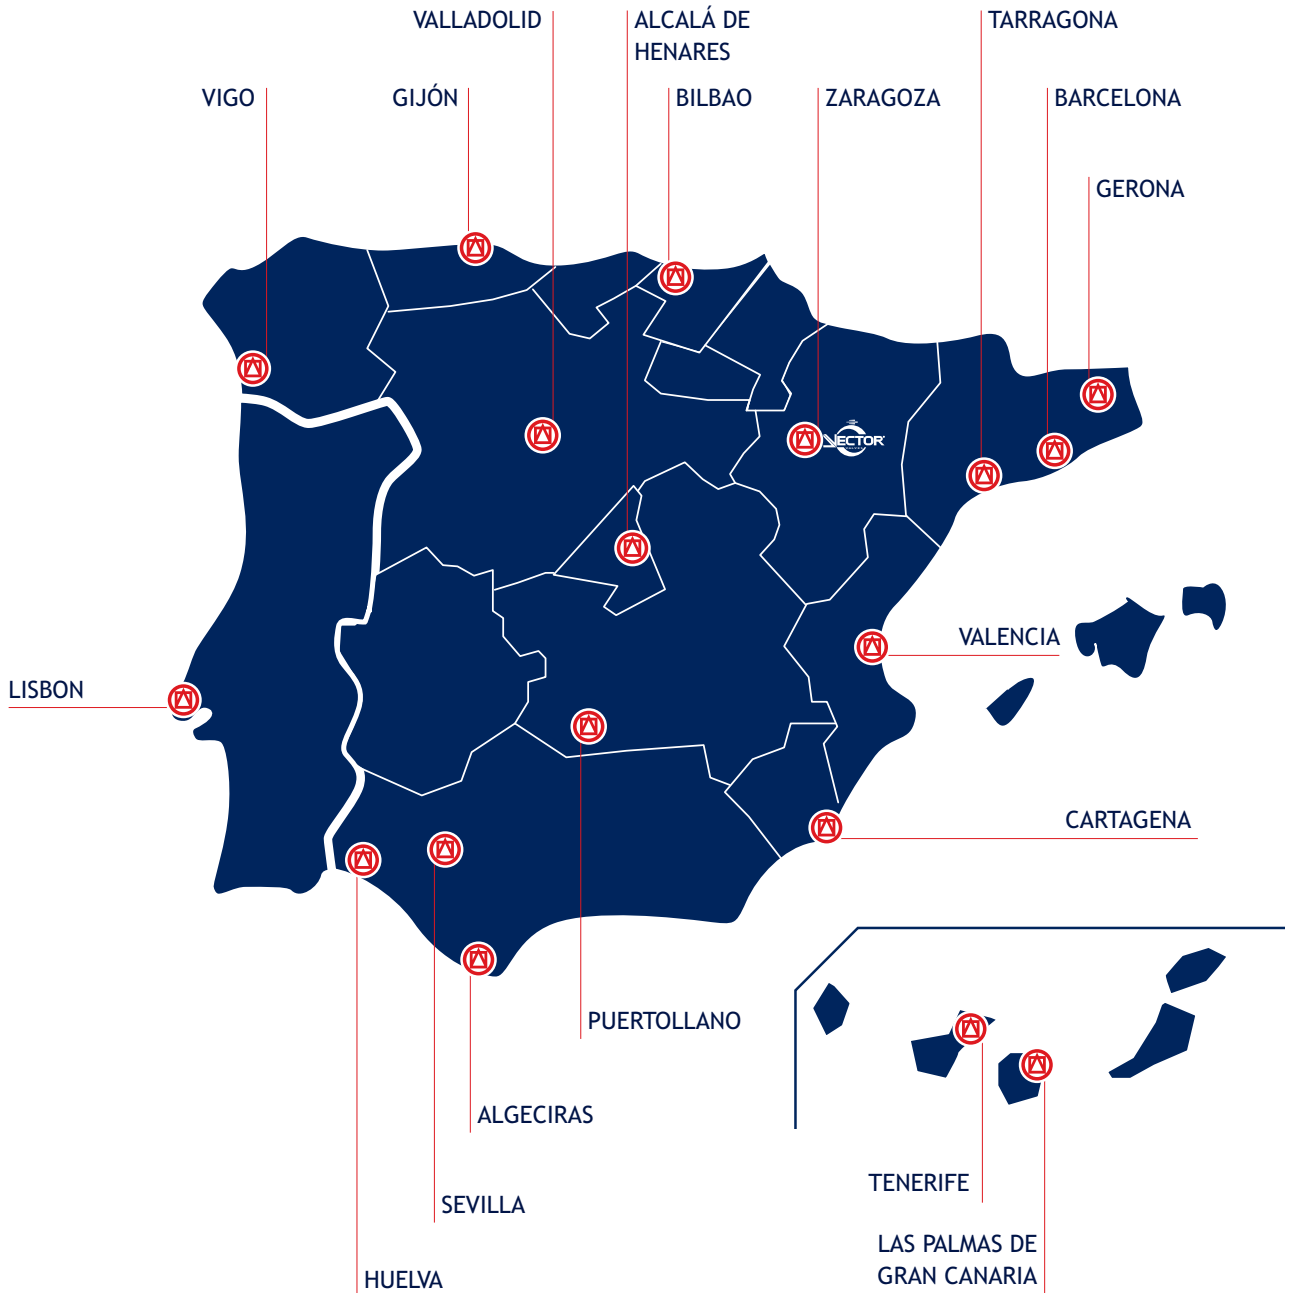 VALLADOLID
ALCALÁ DE
HENARES
TARRAGONA
VIGO
GIJÓN
BILBAO
ZARAGOZA
BARCELONA
GERONA
VECTOR
VALENCIA
LISBON
CARTAGENA
PUERTOLLANO
ALGECIRAS
TENERIFE
SEVILLA
LAS PALMAS DE
GRAN CANARIA
HUELVA